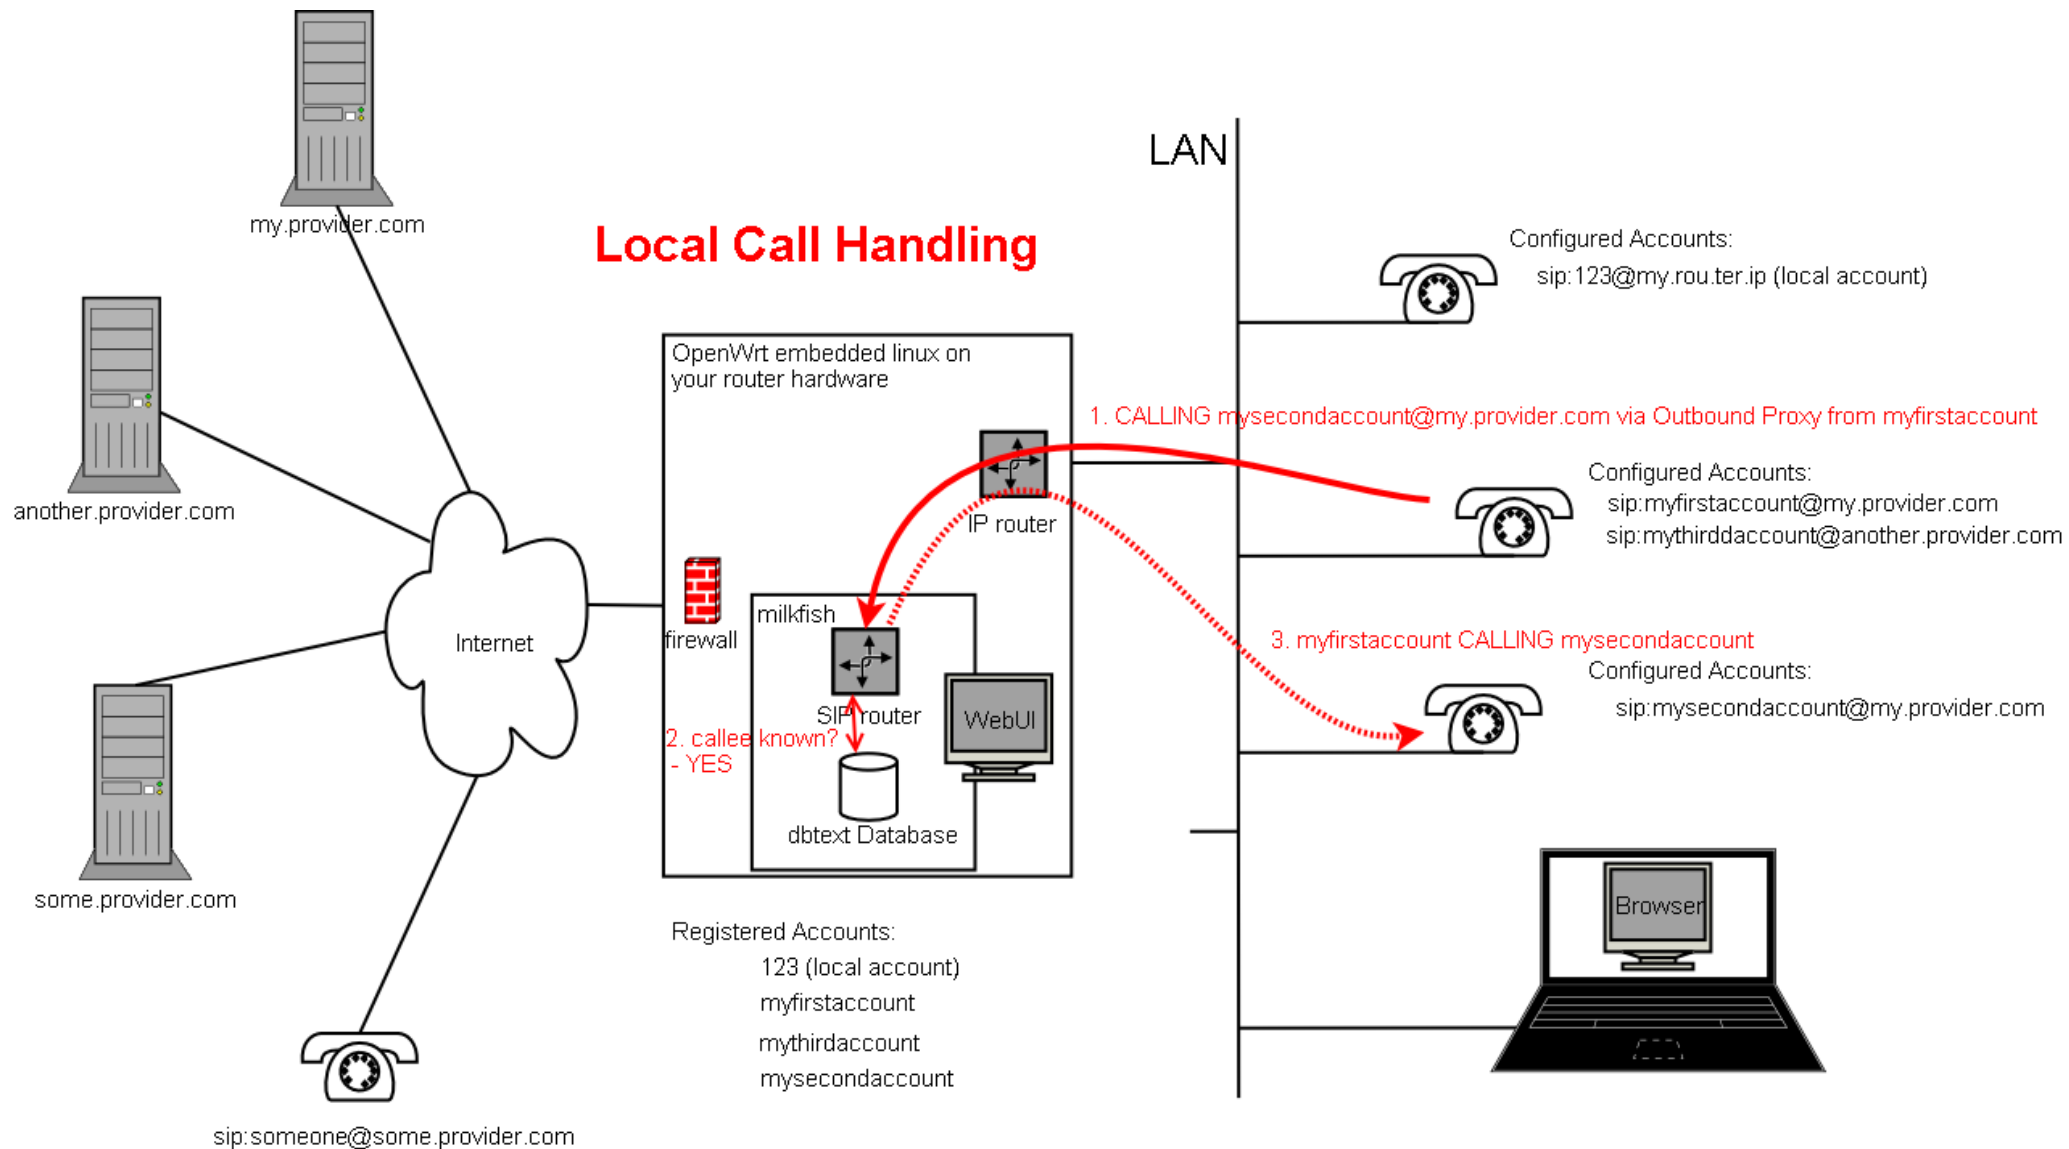 my.provider.com
another.provider.com
some.provider.com
sip:someone@some.provider.com
Internet
Local Call Handling
OpenWrt embedded linux on
your router hardware
IP router
firewall
milkfish
SIP router
WebUI
2. callee known?
- YES
dbtext Database
Registered Accounts:
123 (local account)
myfirstaccount
mythirdaccount
mysecondaccount
LAN
Configured Accounts:
sip:123@my.rou.ter.ip (local account)
1. CALLING mysecondaccount@my.provider.com via Outbound Proxy from myfirstaccount
Configured Accounts:
sip:myfirstaccount@my.provider.com
sip:mythirddaccount@another.provider.com
3. myfirstaccount CALLING mysecondaccount
Configured Accounts:
sip:mysecondaccount@my.provider.com
Browser